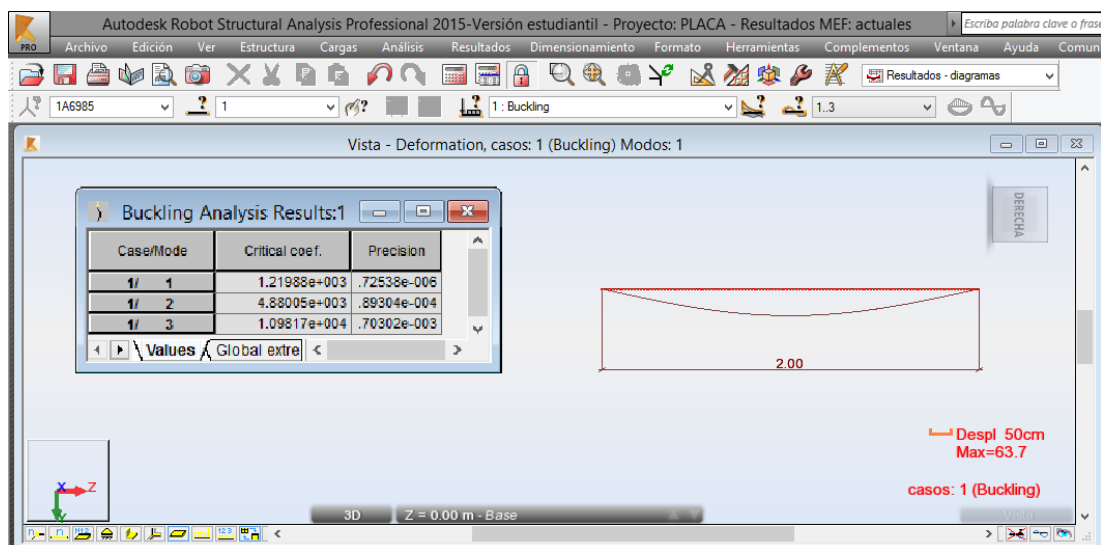 Autodesk Robot Structural Analysis Professional 2015-Versión estudiantil - Proyecto: PLACA - Resultados MEF: actuales
Escriba palabra clave o frase
PRO Archivo Edición Ver Estructura Cargas Análisis Resultados Dimensionamiento Formato Herramientas Complementos Ventana Ayuda Comun
Resultados - diagramas
1A6985 1 1 : Buckling 1..3
Vista - Deformation, casos: 1 (Buckling) Modos: 1
Buckling Analysis Results:1
Case/Mode Critical coef. Precision
1/ 1 1.21988e+003 .72538e-006
1/ 2 4.88005e+003 .89304e-004
1/ 3 1.09817e+004 .70302e-003
Values Global extre
DERECHA
2.00
Despl 50cm
Max=63.7
casos: 1 (Buckling)
X Z
Y
3D Z = 0.00 m - Base Vista